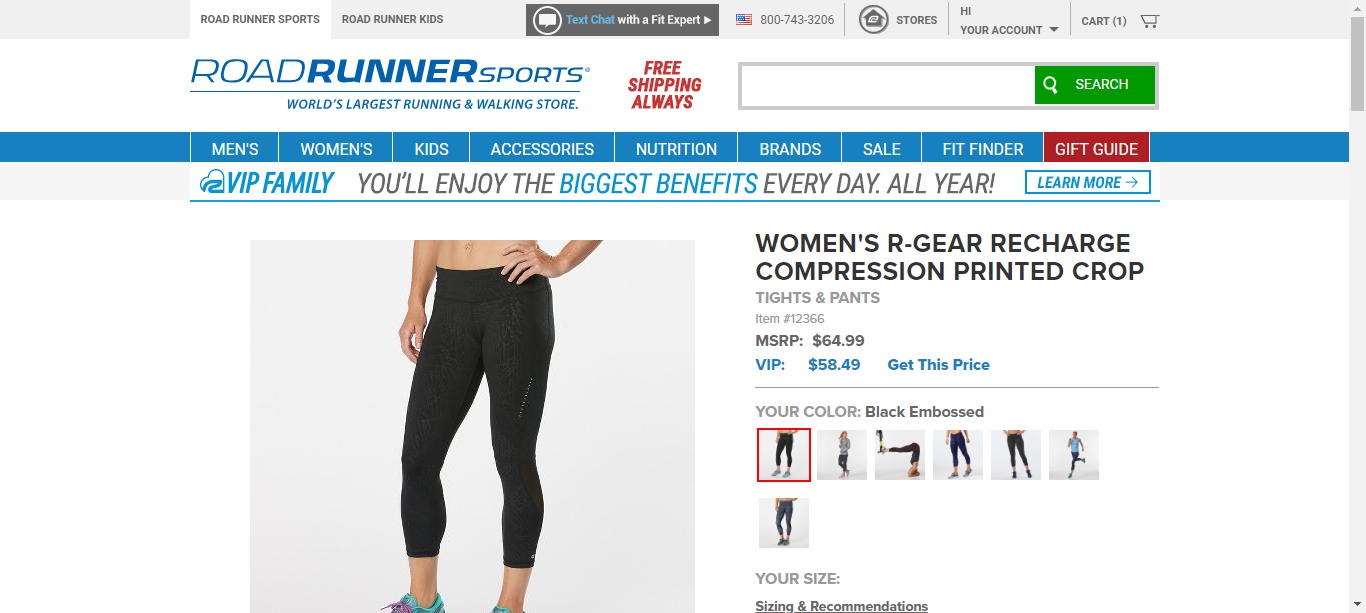 ROAD RUNNER SPORTS
ROAD RUNNER KIDS
Text Chat with a Fit Expert
800-743-3206
STORES
HI
YOUR ACCOUNT
CART (1)
ROADRUNNERSPORTS
WORLD'S LARGEST RUNNING & WALKING STORE.
FREE
SHIPPING
ALWAYS
SEARCH
MEN'S
WOMEN'S
KIDS
ACCESSORIES
NUTRITION
BRANDS
SALE
FIT FINDER
GIFT GUIDE
VIP FAMILY YOU'LL ENJOY THE BIGGEST BENEFITS EVERY DAY. ALL YEAR! LEARN MORE →
WOMEN'S R-GEAR RECHARGE
COMPRESSION PRINTED CROP
TIGHTS & PANTS
Item #12366
MSRP: $64.99
VIP: $58.49 Get This Price
YOUR COLOR: Black Embossed
YOUR SIZE:
Sizing & Recommendations